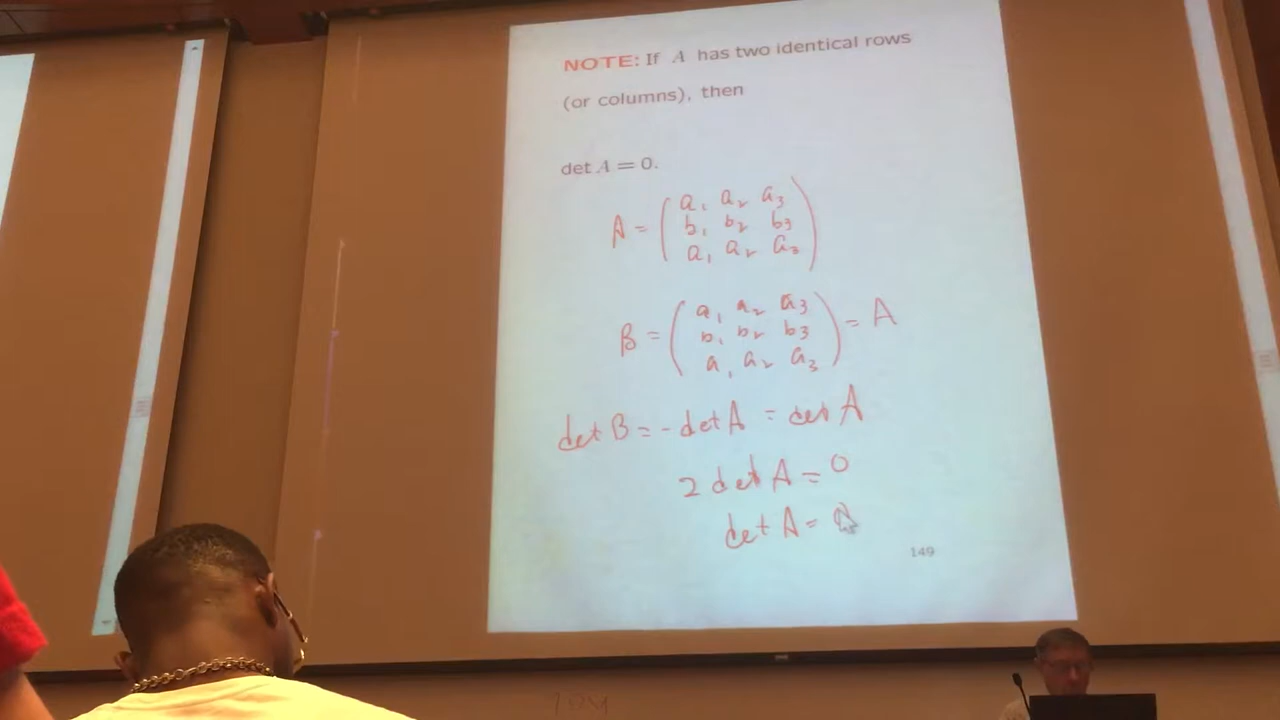 NOTE: If A has two identical rows
(or columns), then
det A = 0.
A = ( a₁ a₂ a₃
b₁ b₂ b₃
a₁ a₂ a₃ )
B = ( a₁ a₂ a₃
b₁ b₂ b₃
a₁ a₂ a₃ ) = A
det B = - det A = det A
2 det A = 0
det A = 0
149